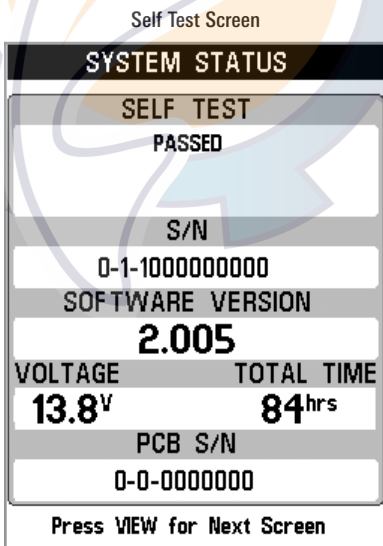 Self Test Screen
SYSTEM STATUS
SELF TEST
PASSED
S/N
0-1-1000000000
SOFTWARE VERSION
2.005
VOLTAGE TOTAL TIME
13.8V 84hrs
PCB S/N
0-0-0000000
Press VIEW for Next Screen